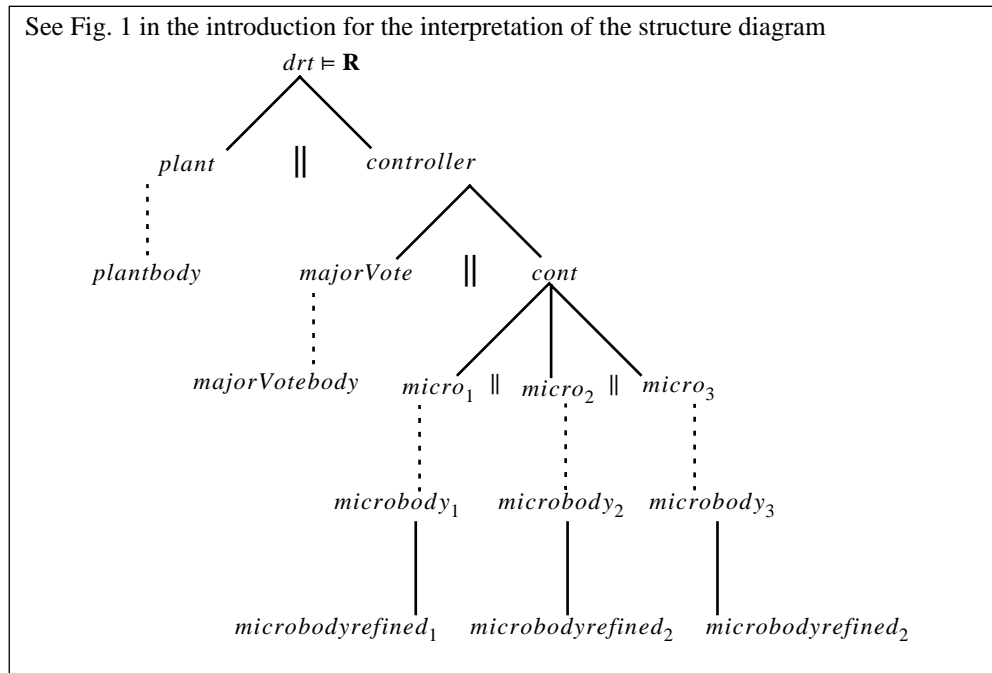 See Fig. 1 in the introduction for the interpretation of the structure diagram
drt ⊨ R
plant || controller
plantbody majorVote || cont
majorVotebody micro₁ || micro₂ || micro₃
microbody₁ microbody₂ microbody₃
microbodyrefined₁ microbodyrefined₂ microbodyrefined₂